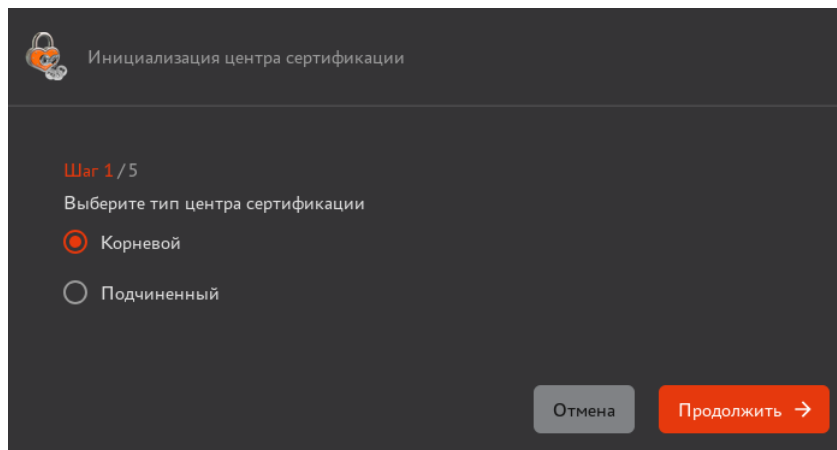 Инициализация центра сертификации
Шаг 1/5
Выберите тип центра сертификации
Корневой
Подчиненный
Отмена
Продолжить →